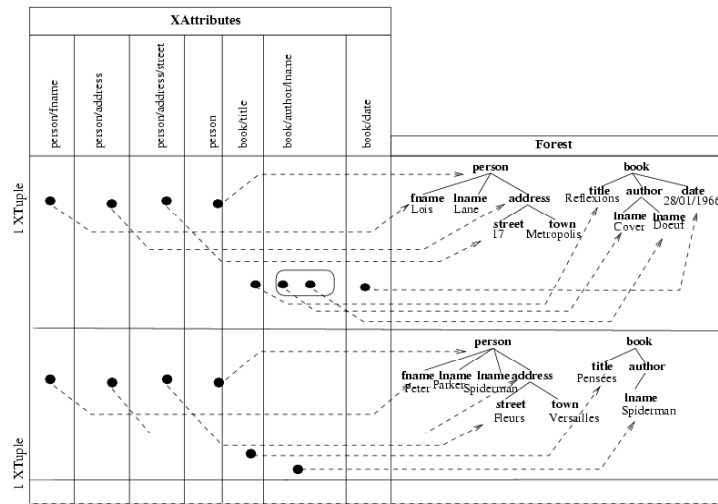 XAttributes
person/fname
person/address
person/address/street
person
book/title
book/author/lname
book/date
Forest
1 XTuple
person
book
fname lname address title author date
Lois Lane Reflexions 28/01/1966
street town lname lname
17 Metropolis Cover Doeuf
1 XTuple
person
book
fname lname lname address title author
Peter Parker Spiderman Pensées
street town lname
Fleurs Versailles Spiderman